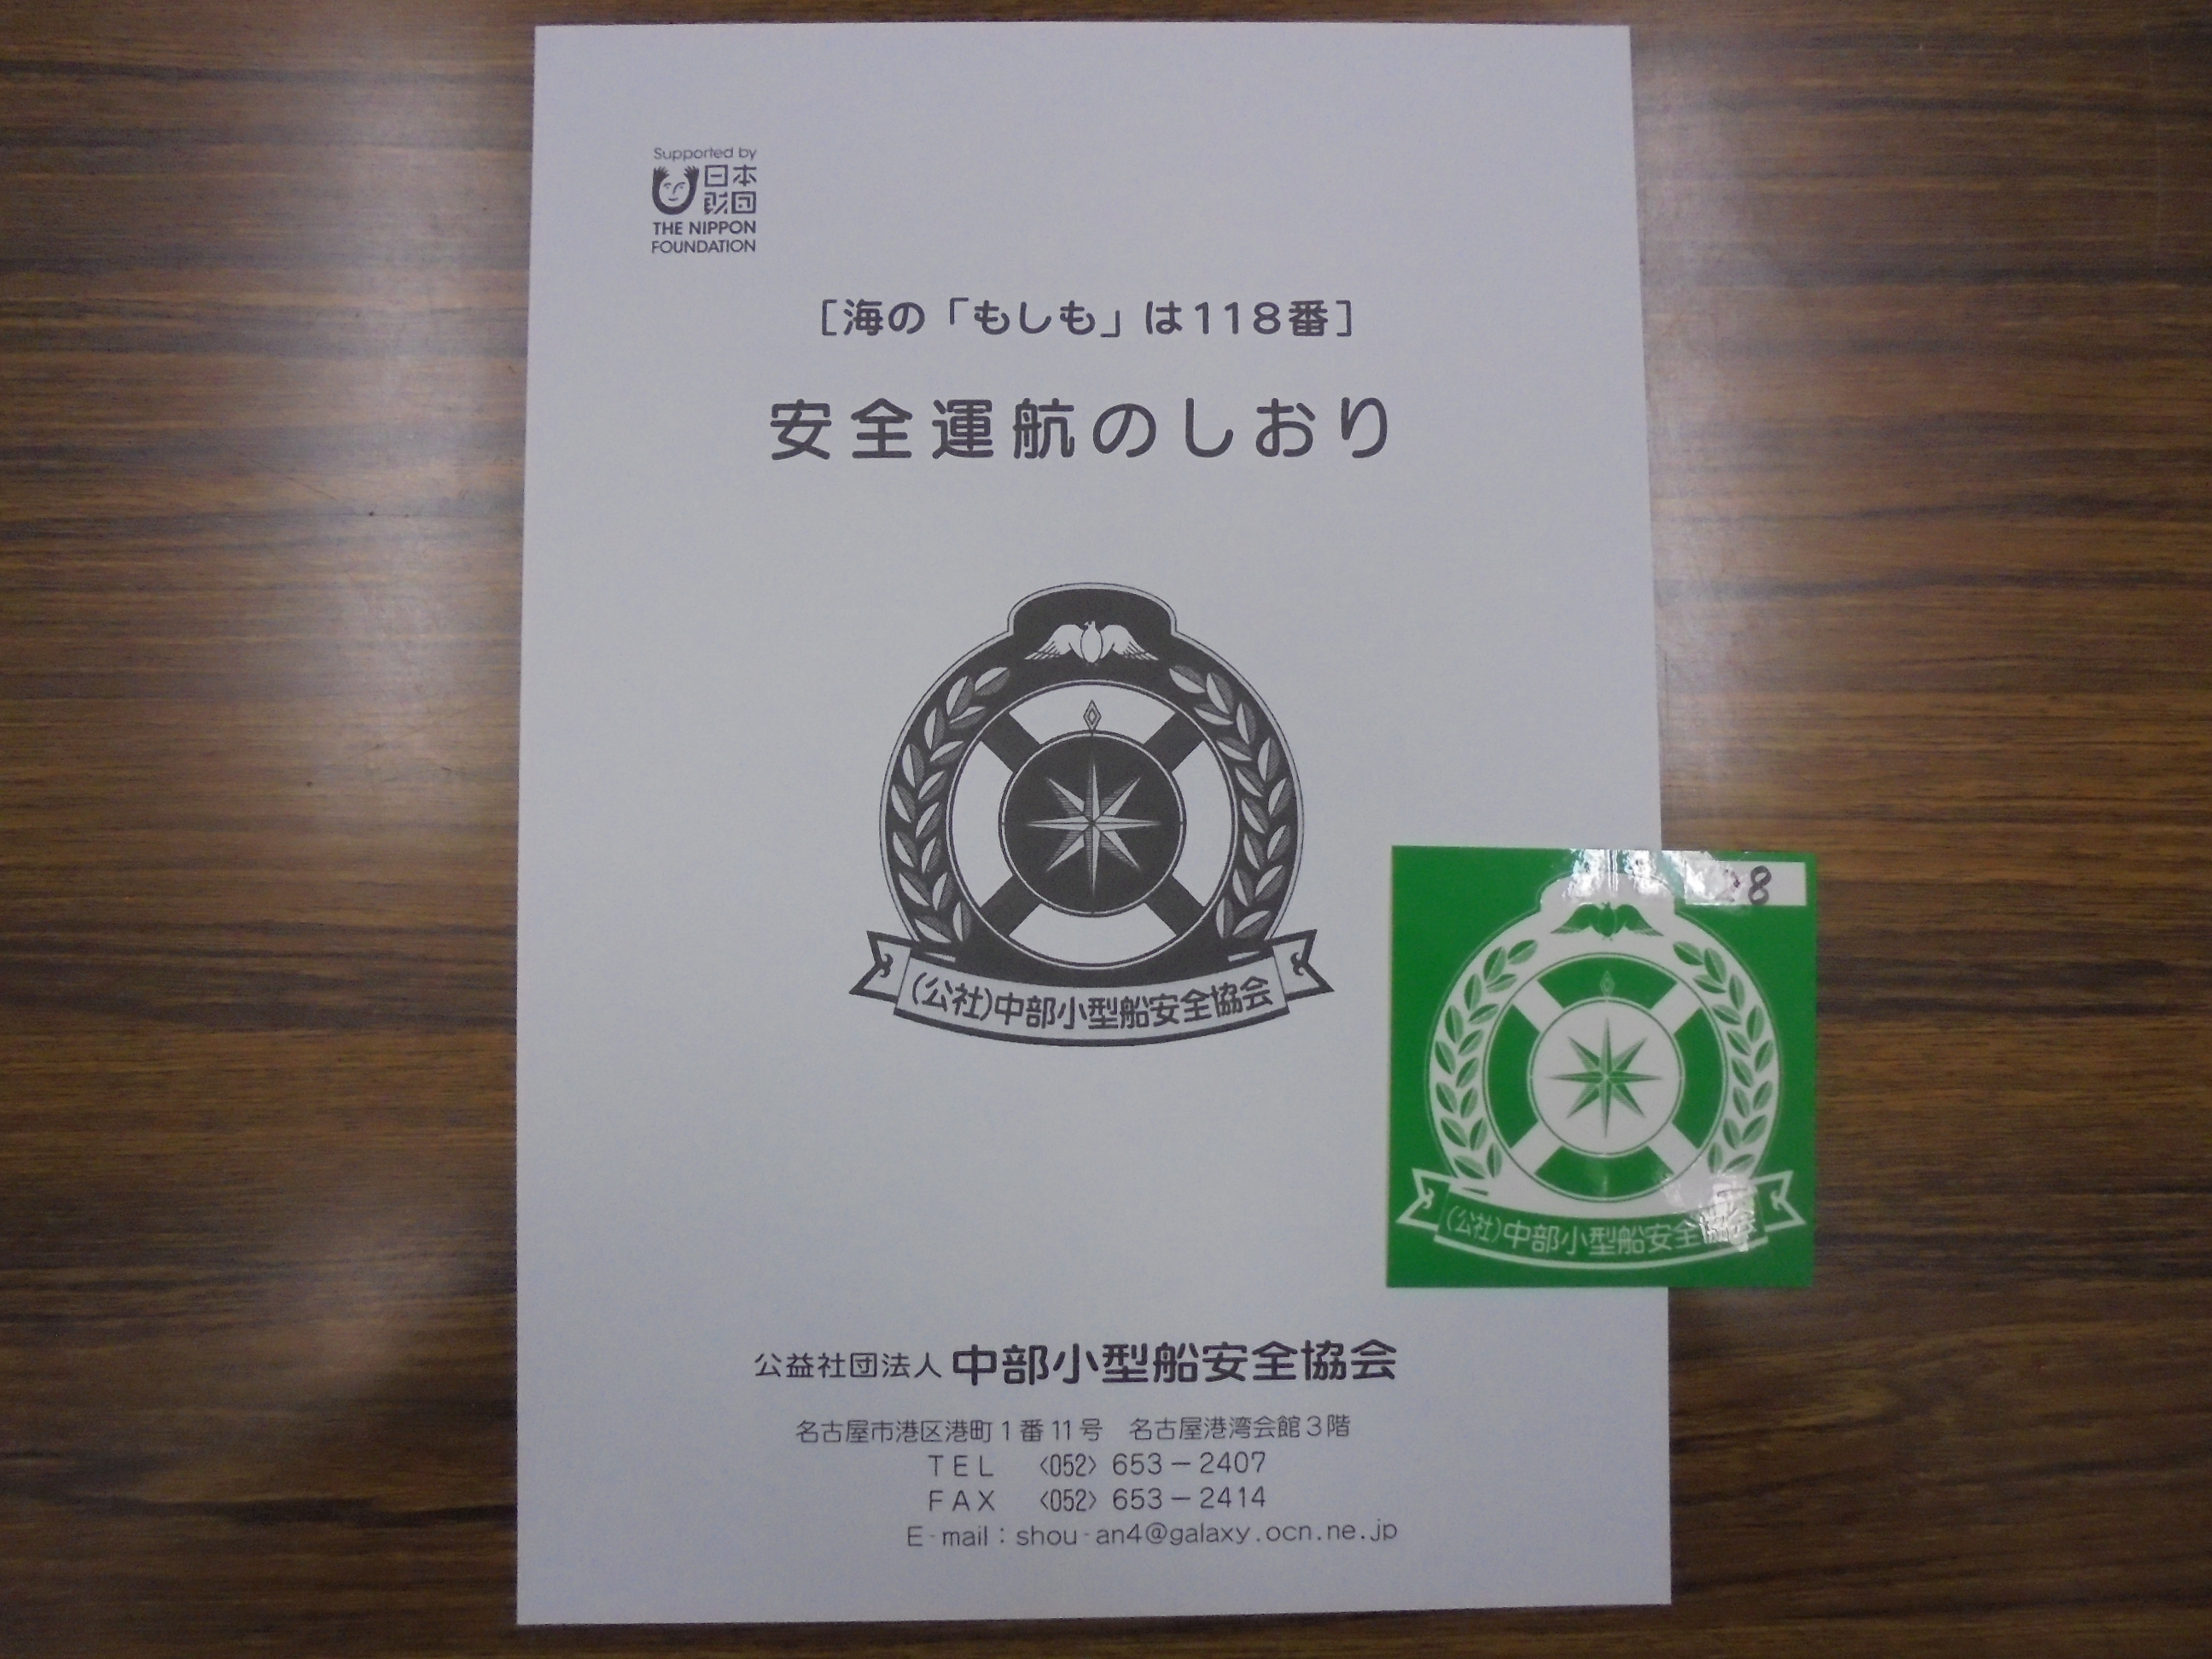 Supported by
日本
財団
THE NIPPON
FOUNDATION
［海の「もしも」は118番］
安全運航のしおり
(公社)中部小型船安全協会
28
(公社)中部小型船安全協会
公益社団法人 中部小型船安全協会
名古屋市港区港町1番11号　名古屋港湾会館3階
TEL 〈052〉653－2407
FAX 〈052〉653－2414
E-mail：shou-an4@galaxy.ocn.ne.jp